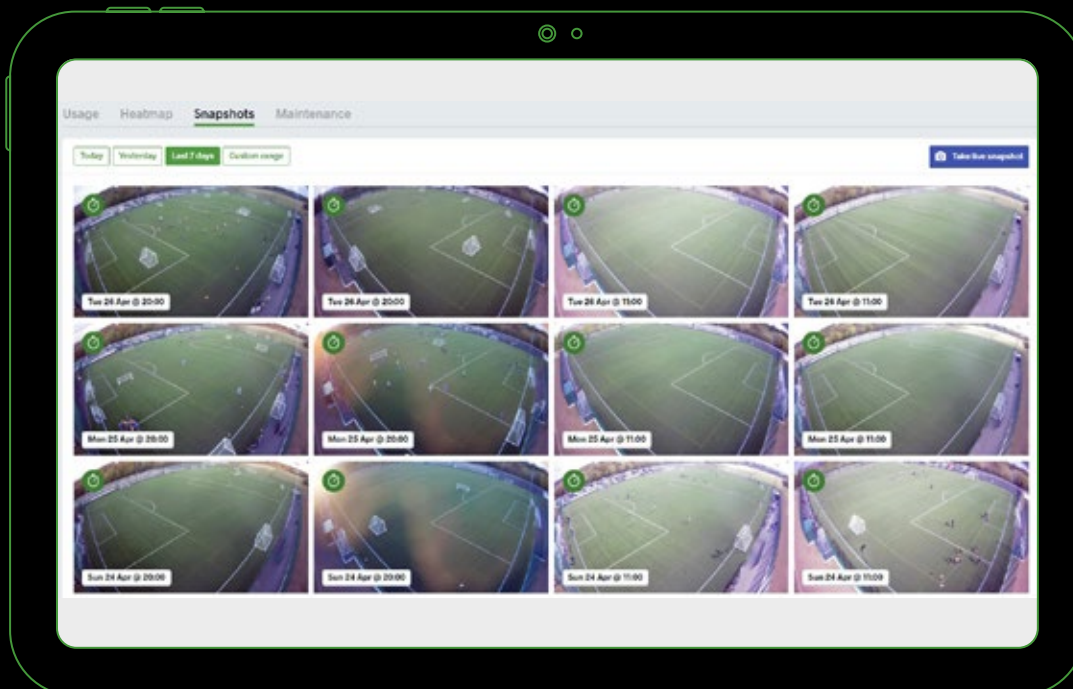 Usage Heatmap Snapshots Maintenance
Today Yesterday Last 7 days Custom range Take live snapshot
Tue 26 Apr @ 20:00 Tue 26 Apr @ 20:00 Tue 26 Apr @ 11:00 Tue 26 Apr @ 11:00
Mon 25 Apr @ 20:00 Mon 25 Apr @ 20:00 Mon 25 Apr @ 11:00 Mon 25 Apr @ 11:00
Sun 24 Apr @ 20:00 Sun 24 Apr @ 20:00 Sun 24 Apr @ 11:00 Sun 24 Apr @ 11:00